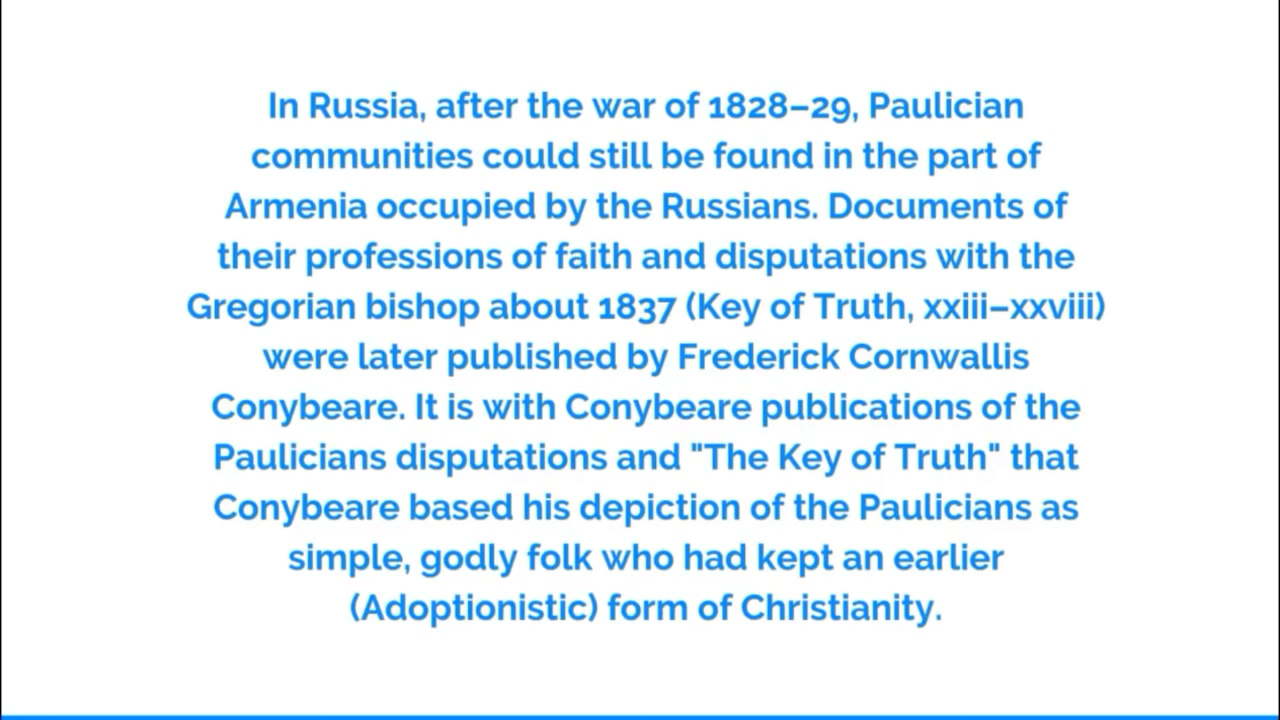 In Russia, after the war of 1828–29, Paulician
communities could still be found in the part of
Armenia occupied by the Russians. Documents of
their professions of faith and disputations with the
Gregorian bishop about 1837 (Key of Truth, xxiii–xxviii)
were later published by Frederick Cornwallis
Conybeare. It is with Conybeare publications of the
Paulicians disputations and "The Key of Truth" that
Conybeare based his depiction of the Paulicians as
simple, godly folk who had kept an earlier
(Adoptionistic) form of Christianity.